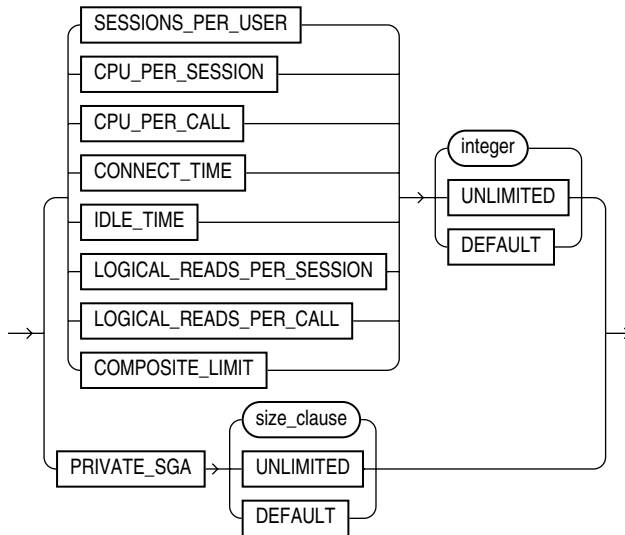 SESSIONS_PER_USER
CPU_PER_SESSION
CPU_PER_CALL
CONNECT_TIME
IDLE_TIME
LOGICAL_READS_PER_SESSION
LOGICAL_READS_PER_CALL
COMPOSITE_LIMIT
integer
UNLIMITED
DEFAULT
PRIVATE_SGA
size_clause
UNLIMITED
DEFAULT